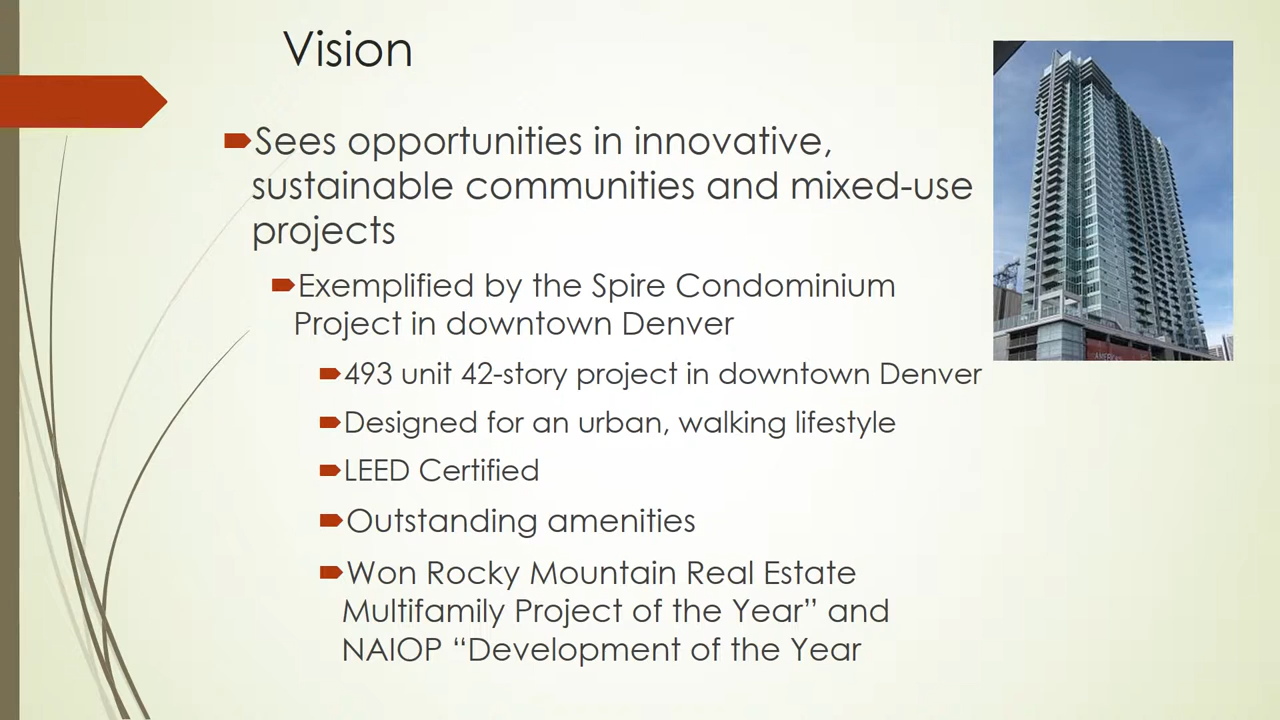 Vision
Sees opportunities in innovative,
sustainable communities and mixed-use
projects
Exemplified by the Spire Condominium
Project in downtown Denver
493 unit 42-story project in downtown Denver
Designed for an urban, walking lifestyle
LEED Certified
Outstanding amenities
Won Rocky Mountain Real Estate
Multifamily Project of the Year” and
NAIOP “Development of the Year